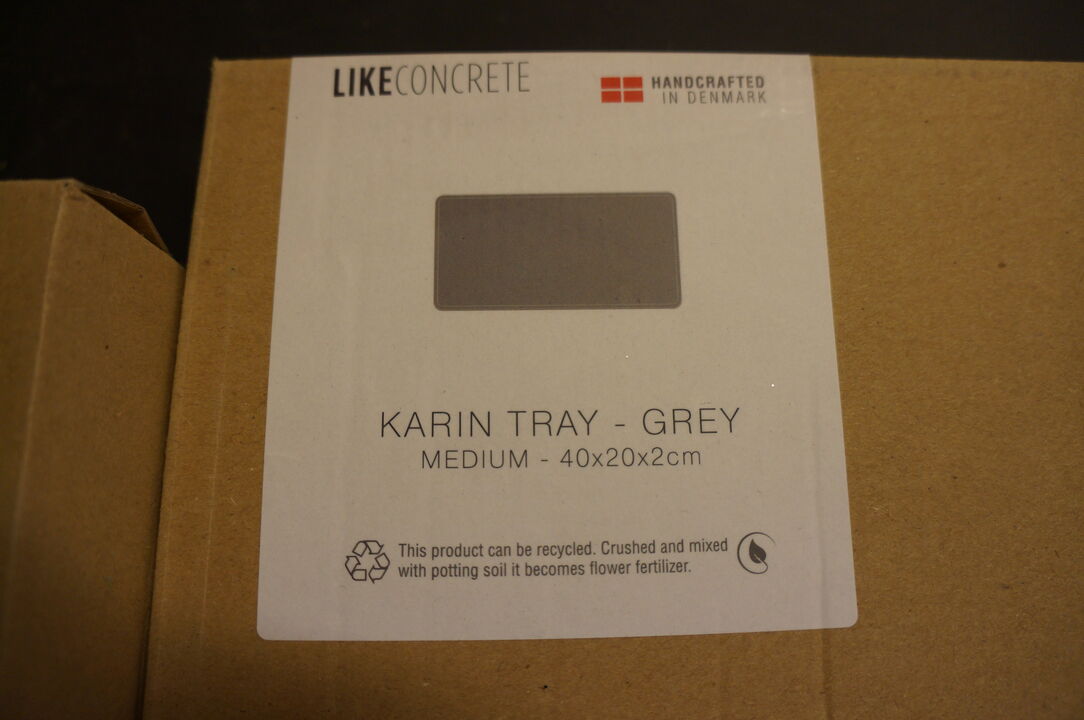 LIKECONCRETE
HANDCRAFTED
IN DENMARK
KARIN TRAY - GREY
MEDIUM - 40x20x2cm
This product can be recycled. Crushed and mixed
with potting soil it becomes flower fertilizer.